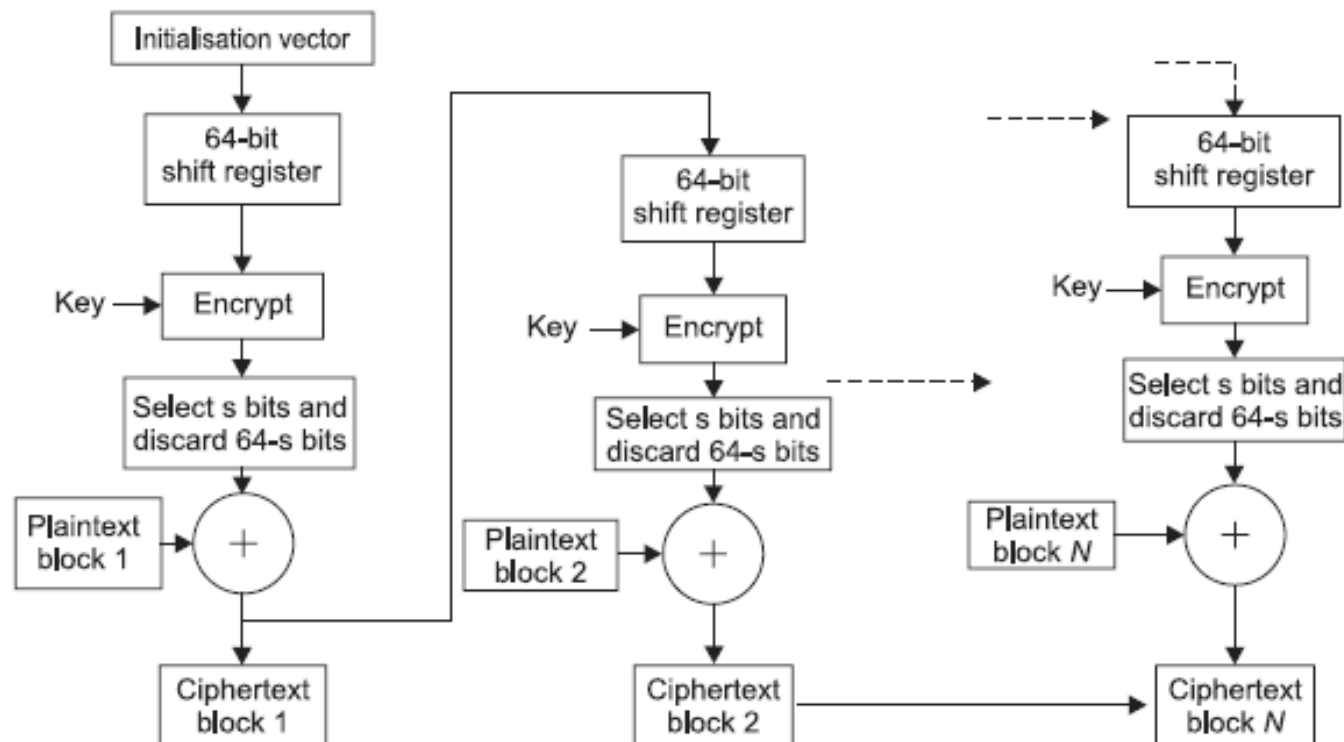 Initialisation vector
64-bit
shift register
Key
Encrypt
Select s bits and
discard 64-s bits
Plaintext
block 1
+
Ciphertext
block 1
64-bit
shift register
Key
Encrypt
Select s bits and
discard 64-s bits
Plaintext
block 2
+
Ciphertext
block 2
64-bit
shift register
Key
Encrypt
Select s bits and
discard 64-s bits
Plaintext
block N
+
Ciphertext
block N